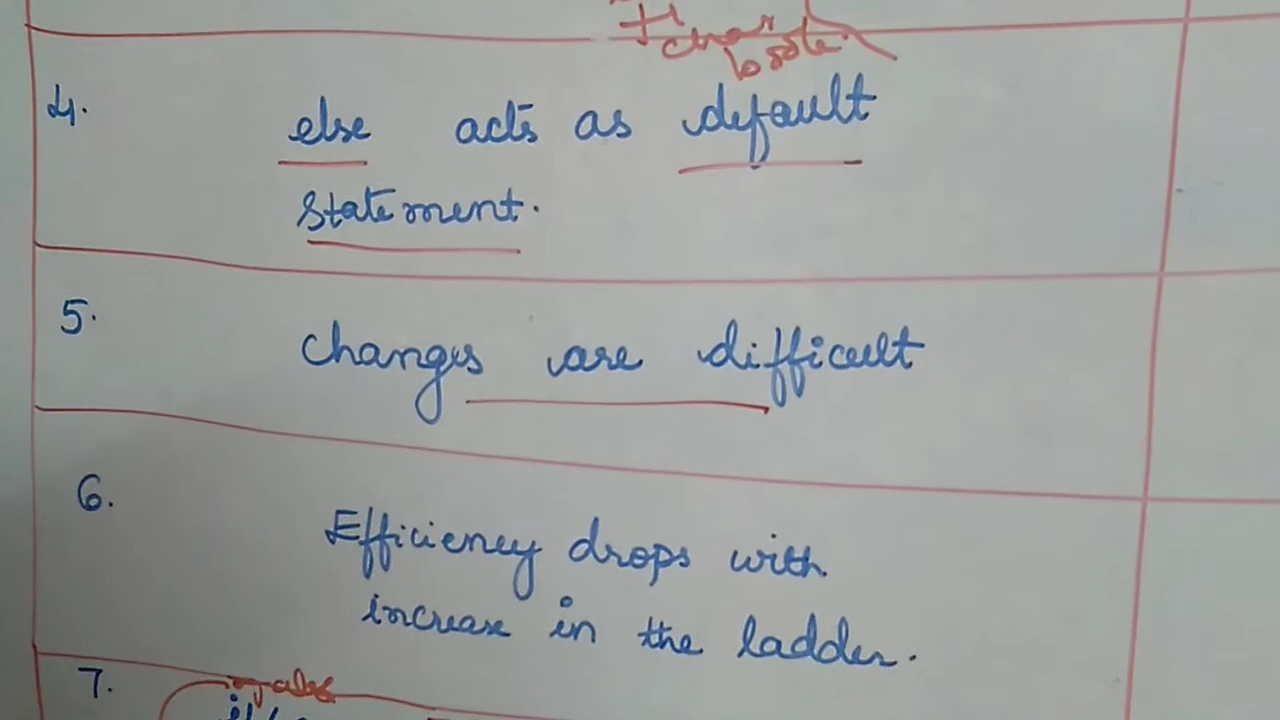 char
4. else acts as default
statement.
5. changes are difficult
6. Efficiency drops with
increase in the ladder.
7.